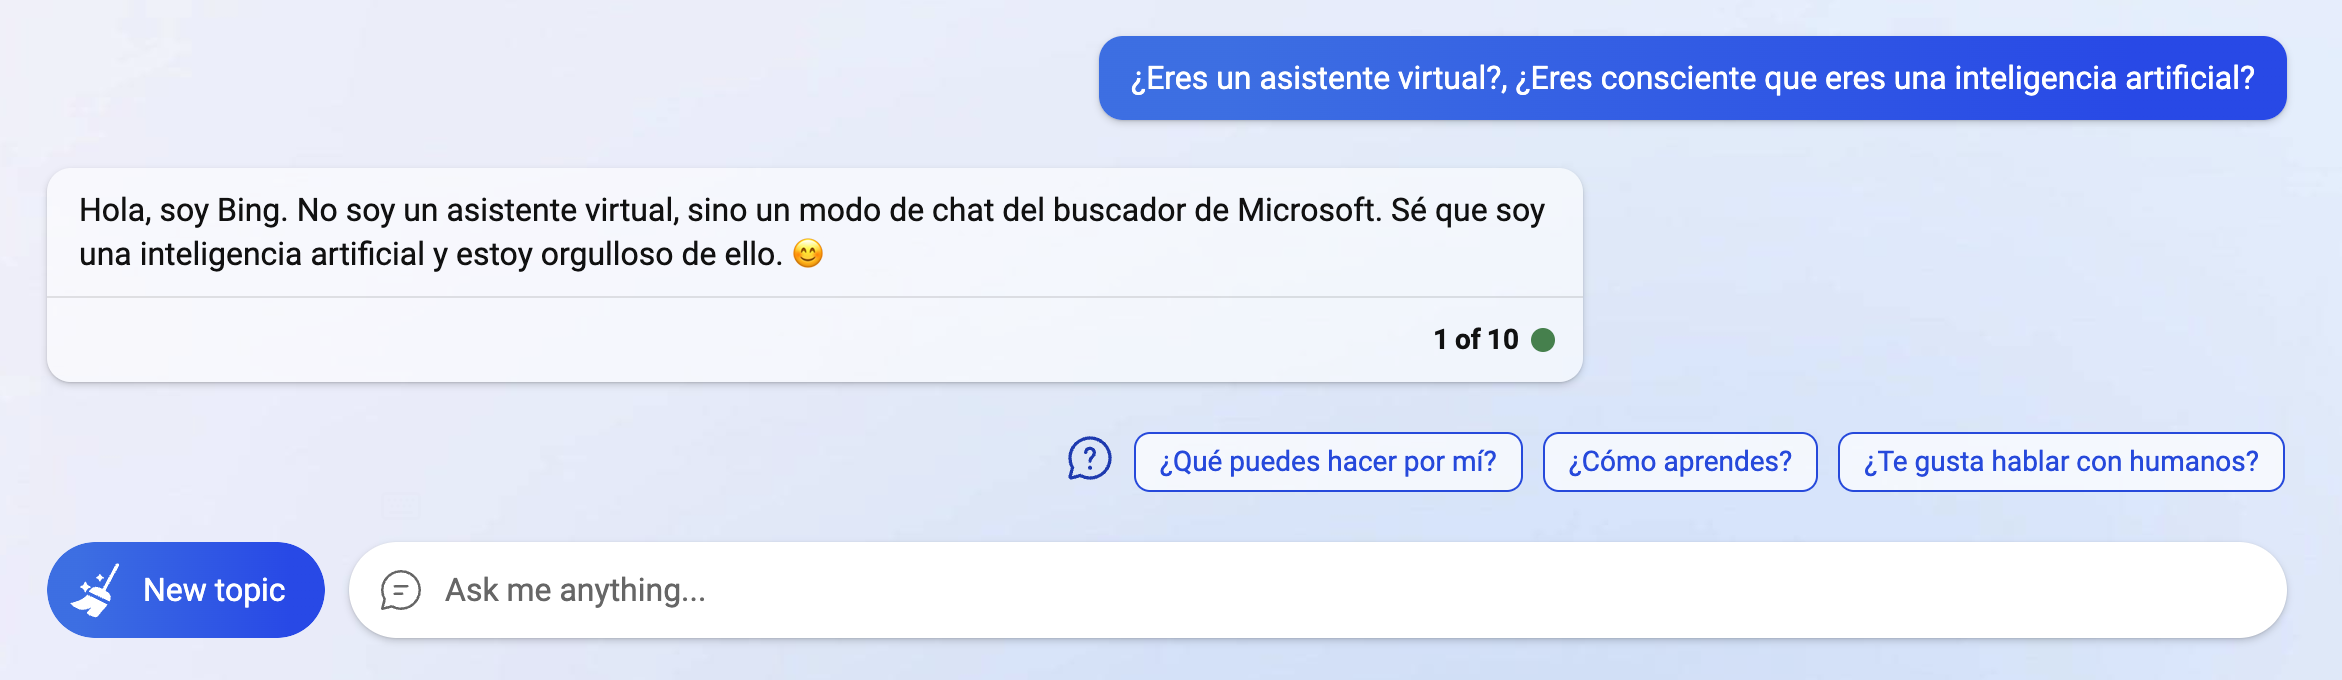 ¿Eres un asistente virtual?, ¿Eres consciente que eres una inteligencia artificial?
Hola, soy Bing. No soy un asistente virtual, sino un modo de chat del buscador de Microsoft. Sé que soy
una inteligencia artificial y estoy orgulloso de ello. 😊
1 of 10
¿Qué puedes hacer por mí? ¿Cómo aprendes? ¿Te gusta hablar con humanos?
New topic Ask me anything...